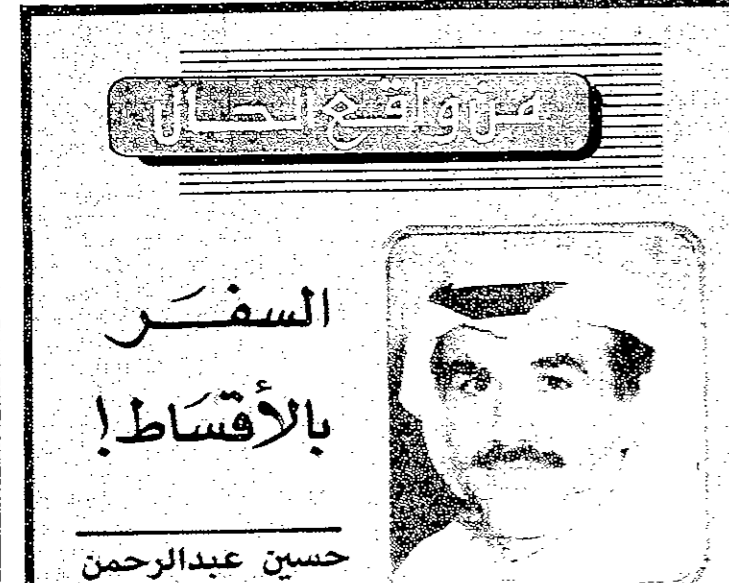 من واقع الحال
السفر
بالأقساط!
حسين عبدالرحمن